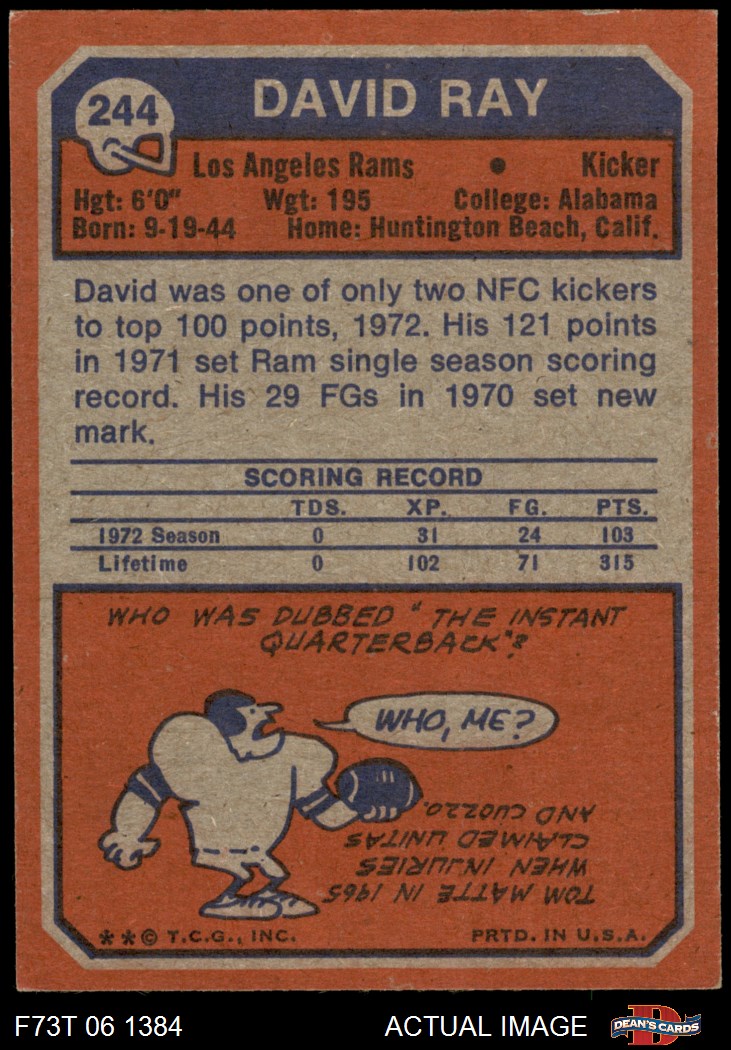 244
DAVID RAY
Los Angeles Rams • Kicker
Hgt: 6'0" Wgt: 195 College: Alabama
Born: 9-19-44 Home: Huntington Beach, Calif.
David was one of only two NFC kickers
to top 100 points, 1972. His 121 points
in 1971 set Ram single season scoring
record. His 29 FGs in 1970 set new
mark.
SCORING RECORD
TDS. XP. FG. PTS.
1972 Season 0 31 24 103
Lifetime 0 102 71 315
WHO WAS DUBBED "THE INSTANT
QUARTERBACK"?
WHO, ME?
TOM MATTE IN 1965
WHEN INJURIES
CLAIMED UNITAS
AND CUOZZO.
**© T.C.G., INC. PRTD. IN U.S.A.
F73T 06 1384 ACTUAL IMAGE D DEAN'S CARDS